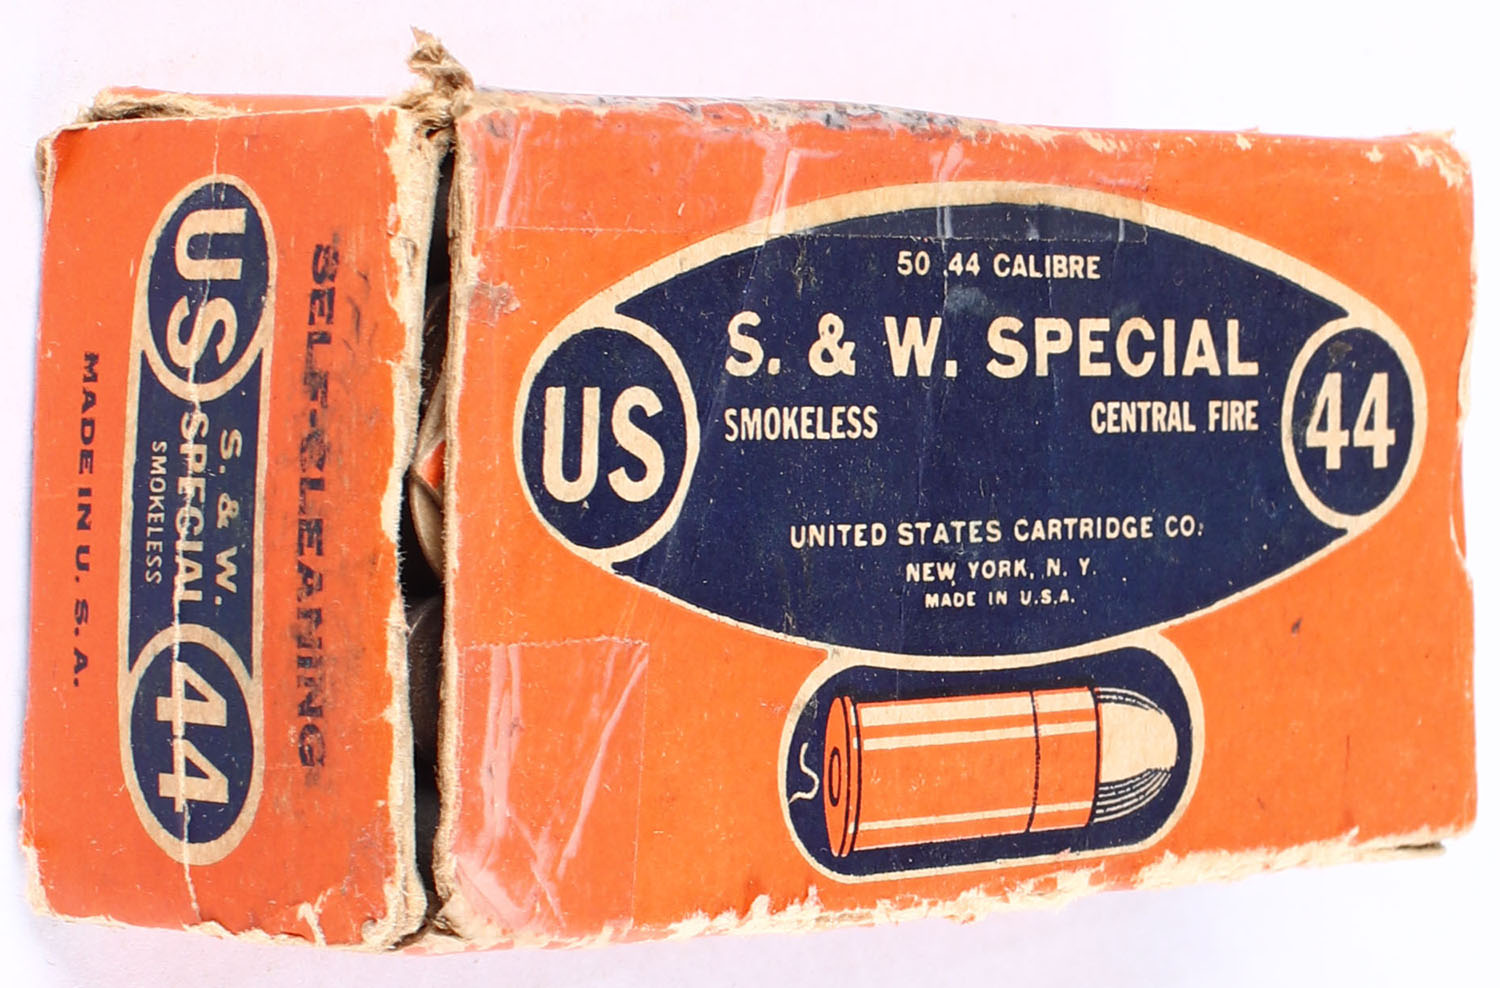 50 .44 CALIBRE
S. & W. SPECIAL
US
44
SMOKELESS CENTRAL FIRE
UNITED STATES CARTRIDGE CO.
NEW YORK, N. Y.
MADE IN U.S.A.
S
SELF-CLEANING
US
S. & W.
SPECIAL
SMOKELESS
44
MADE IN U. S. A.